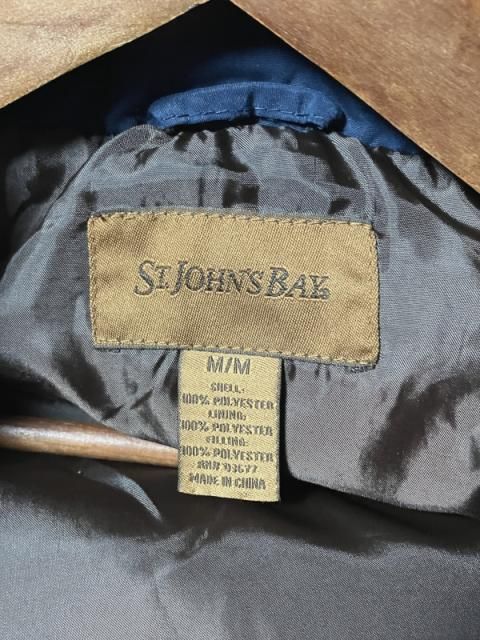 ST. JOHN'S BAY®
M/M
SHELL:
100% POLYESTER
LINING:
100% POLYESTER
FILLING:
100% POLYESTER
RN# 93677
MADE IN CHINA